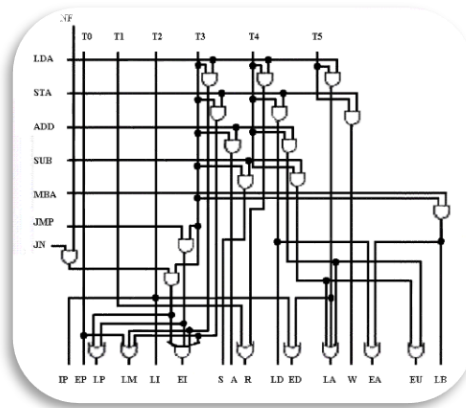 NF
T0 T1 T2 T3 T4 T5
LDA
STA
ADD
SUB
MBA
JMP
JN
IP EP LP LM LI EI S A R LD ED LA W EA EU LB